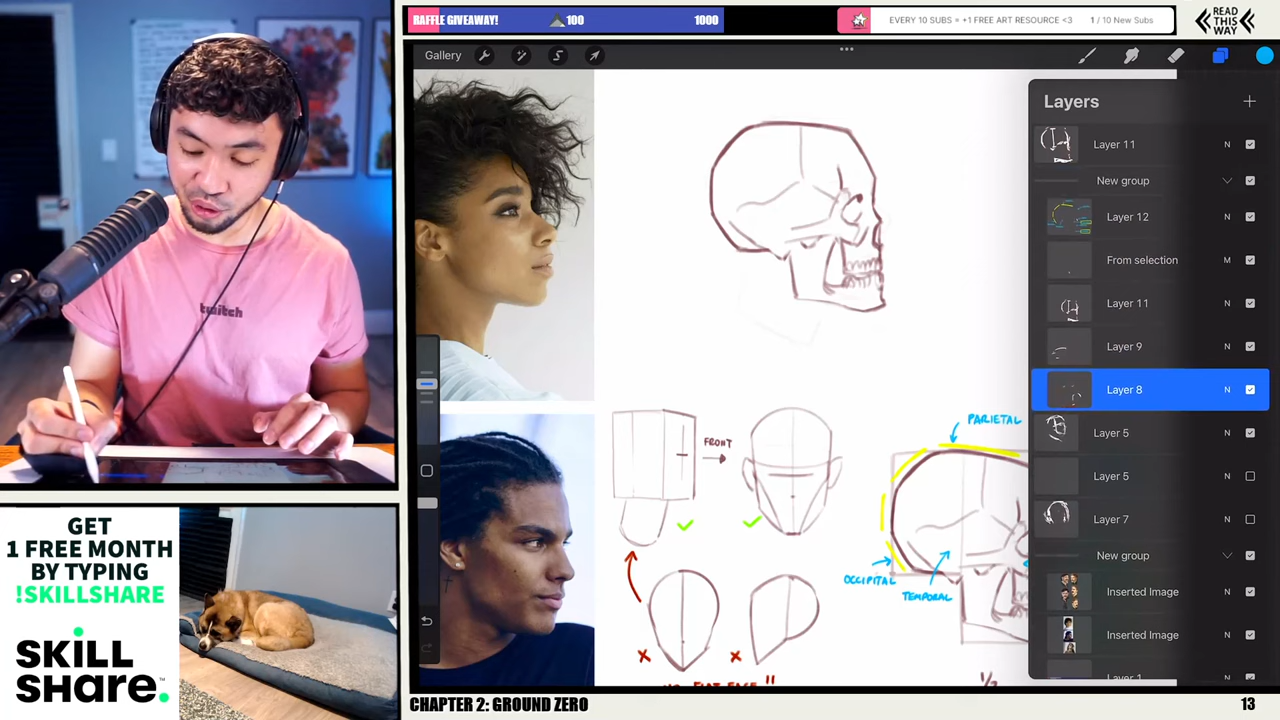 RAFFLE GIVEAWAY!
100
1000
EVERY 10 SUBS = +1 FREE ART RESOURCE <3
1 / 10 New Subs
READ
THIS
WAY
Gallery
Layers
Layer 11 N
New group
Layer 12 N
From selection M
Layer 11 N
Layer 9 N
Layer 8 N
Layer 5 N
Layer 5 N
Layer 7 N
New group
Inserted Image N
Inserted Image N
twitch
FRONT
PARIETAL
OCCIPITAL
TEMPORAL
GET
1 FREE MONTH
BY TYPING
!SKILLSHARE
SKILL
SHaRe.
CHAPTER 2: GROUND ZERO
13